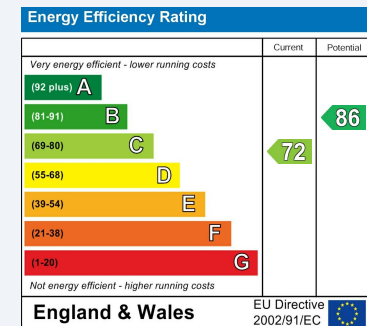 Energy Efficiency Rating
Current Potential
Very energy efficient - lower running costs
(92 plus) A
(81-91) B
86
(69-80) C
72
(55-68) D
(39-54) E
(21-38) F
(1-20) G
Not energy efficient - higher running costs
England & Wales
EU Directive
2002/91/EC